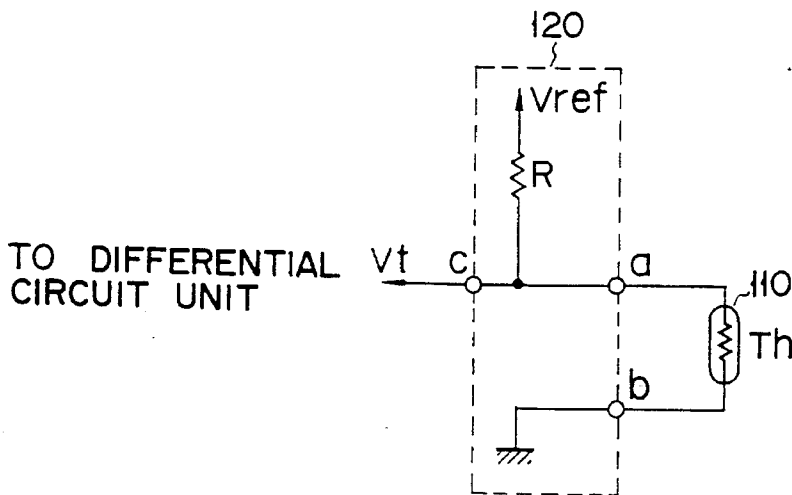 120
Vref
R
TO DIFFERENTIAL
CIRCUIT UNIT
Vt
c
a
110
Th
b